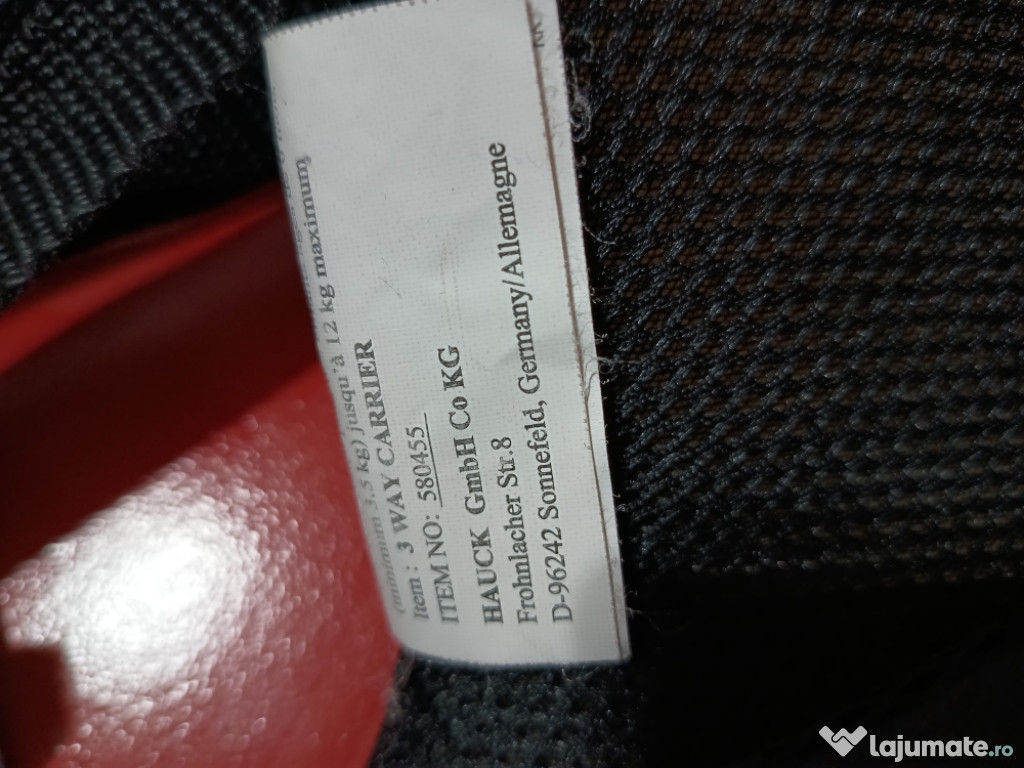 (minimum 3.5 kg) jusqu'à 12 kg maximum,
Item : 3 WAY CARRIER
ITEM NO: 580455
HAUCK GmbH Co KG
Frohnlacher Str.8
D-96242 Sonnefeld, Germany/Allemagne
lajumate.ro